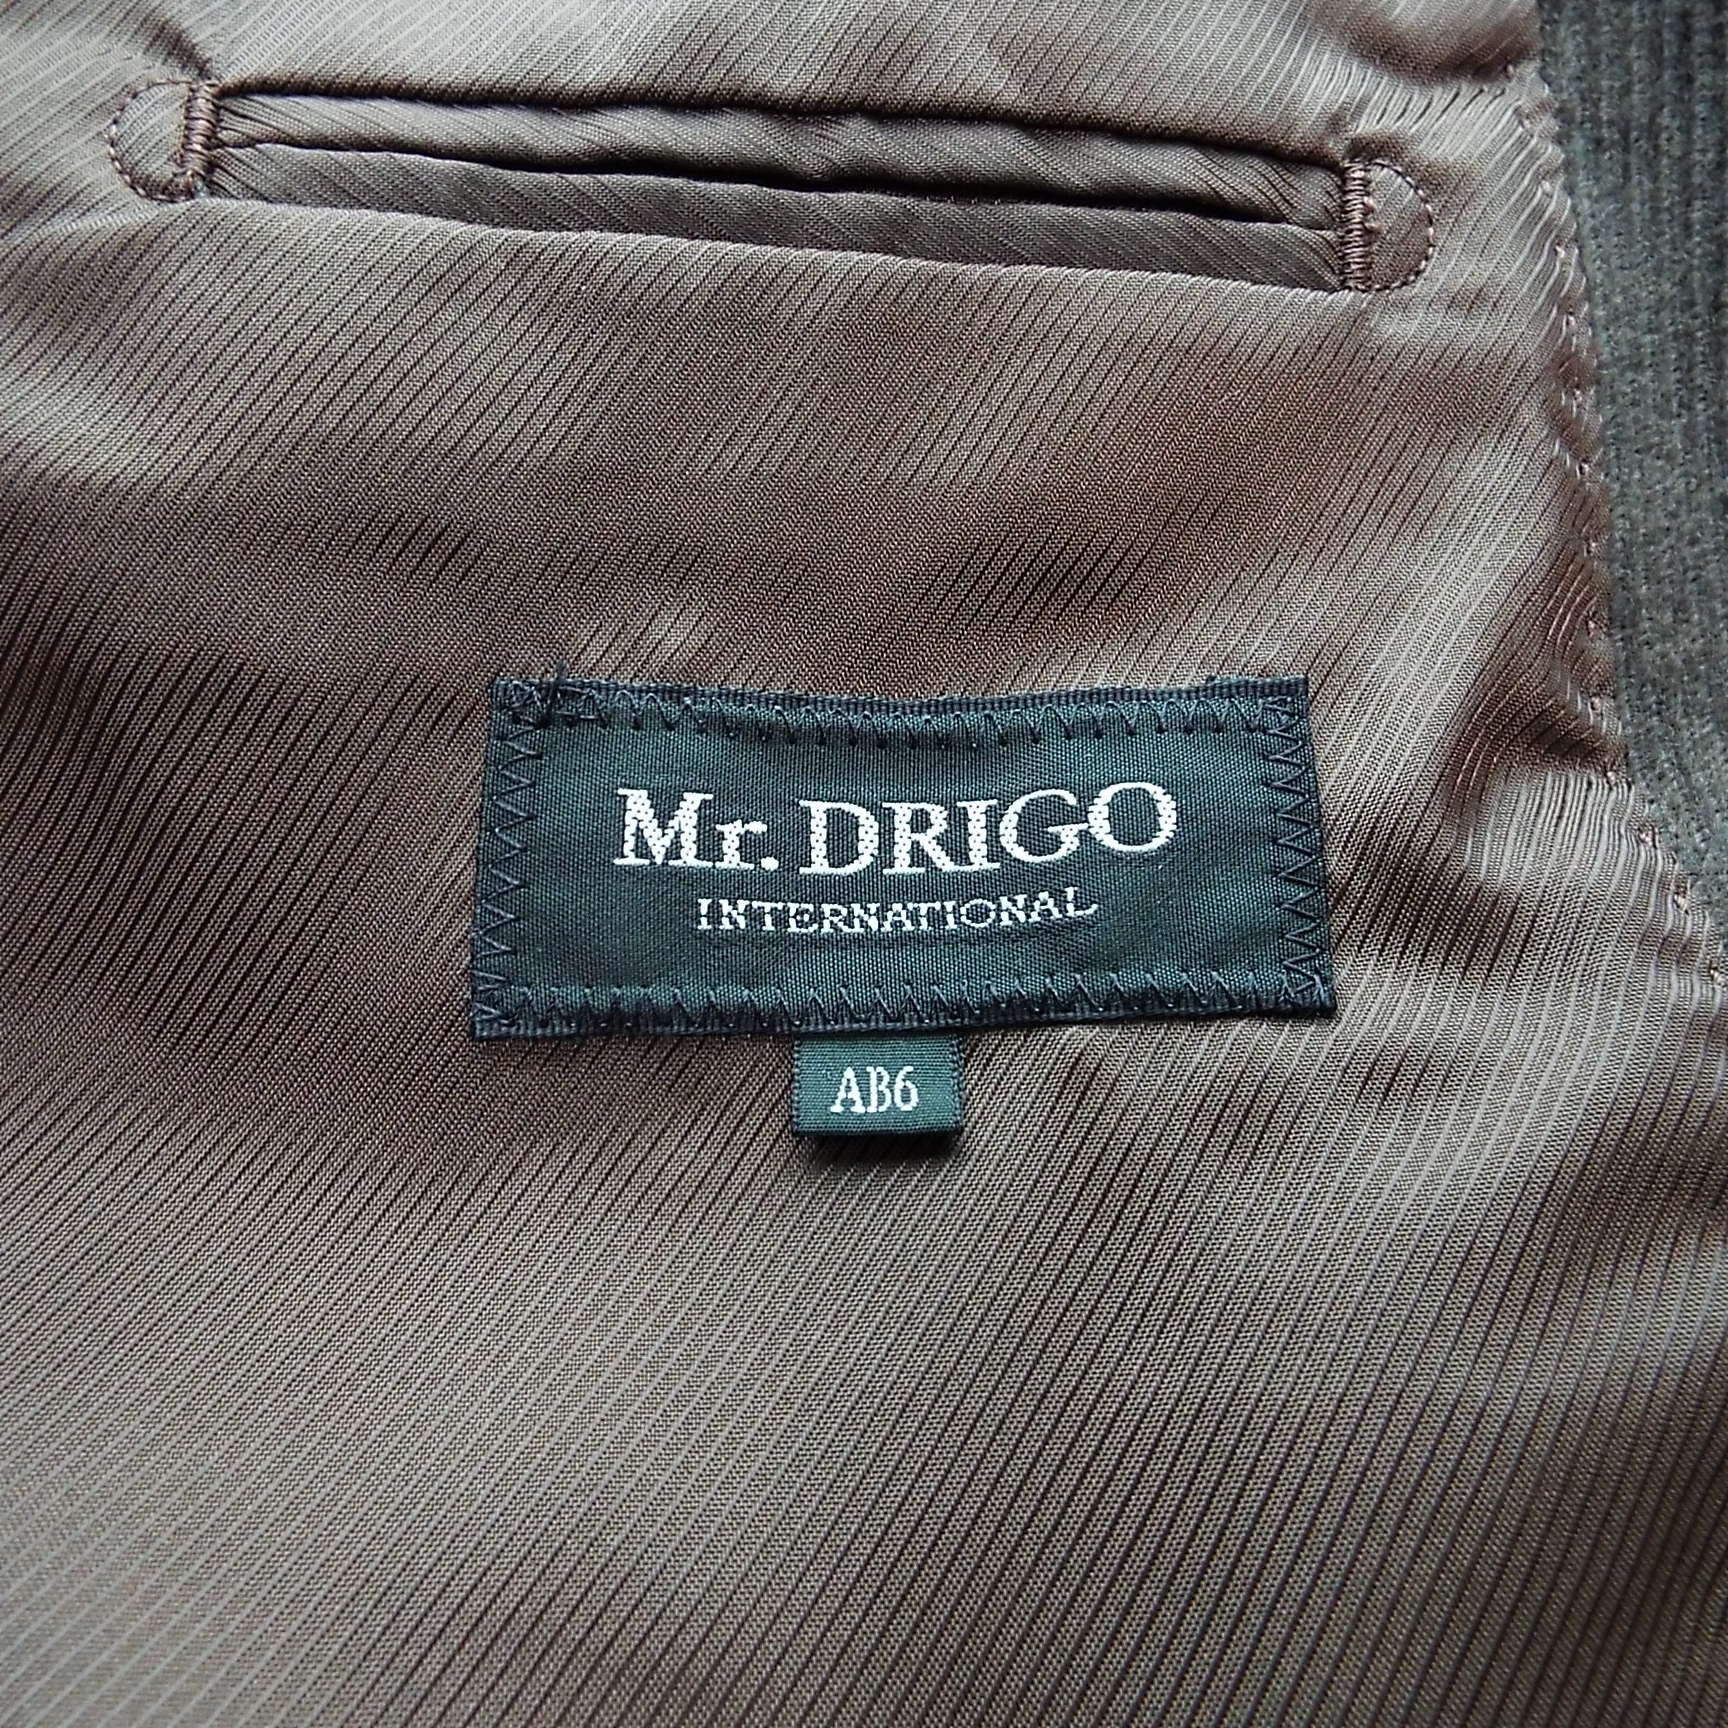 Mr. DRIGO
INTERNATIONAL
AB6